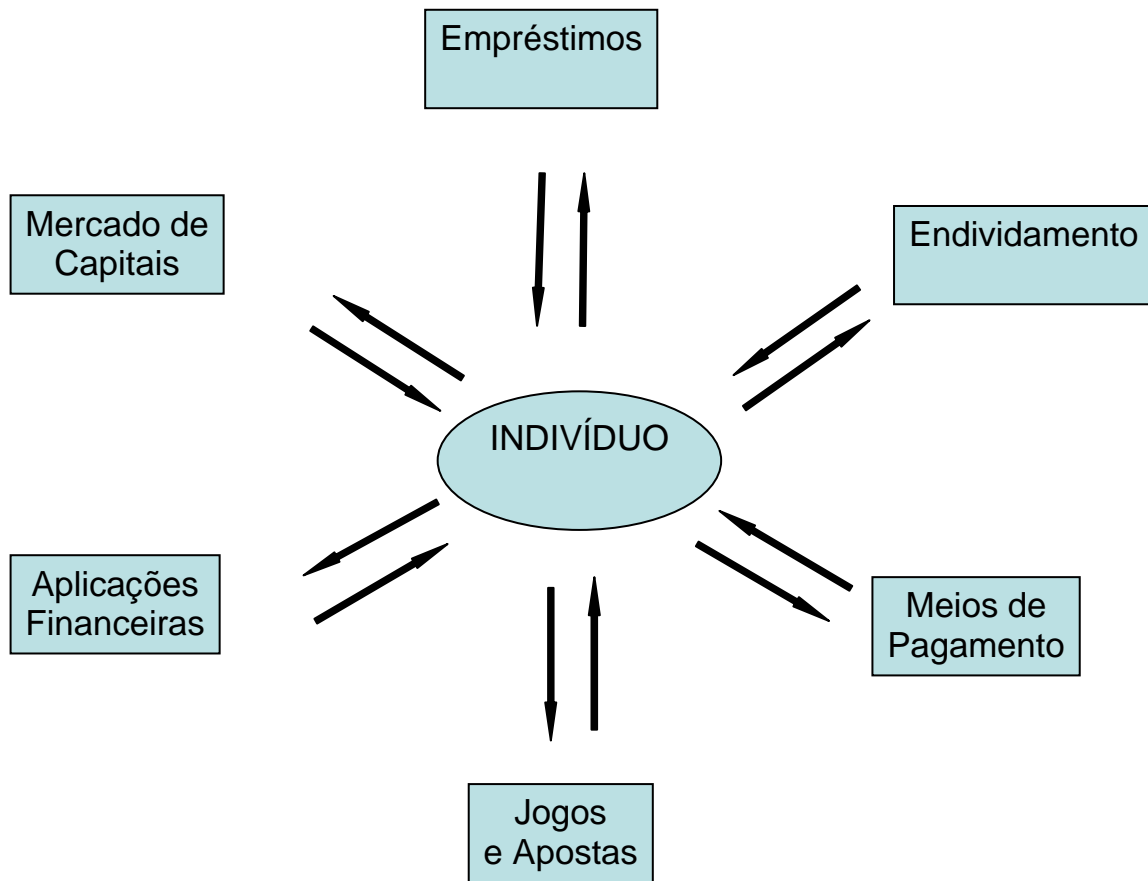 Empréstimos
Mercado de
Capitais
Endividamento
INDIVÍDUO
Aplicações
Financeiras
Meios de
Pagamento
Jogos
e Apostas